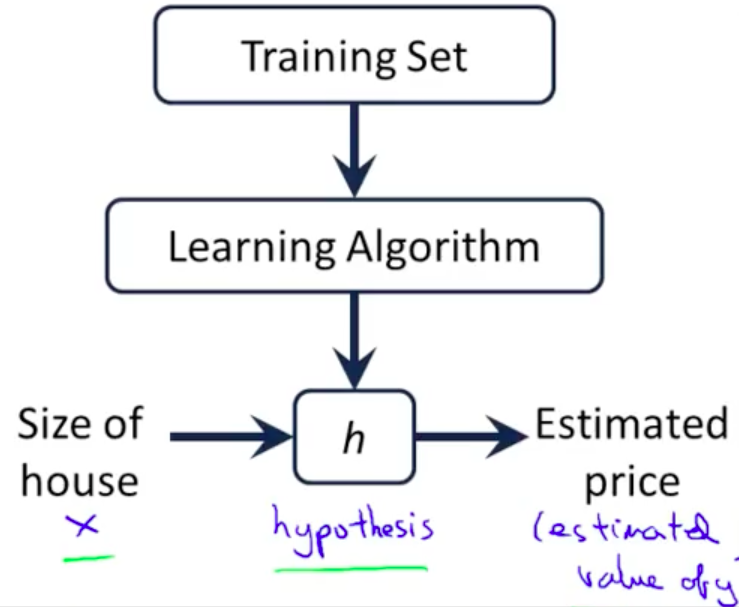 Training Set
Learning Algorithm
Size of
house
h
Estimated
price
x
hypothesis
(estimated
value of y